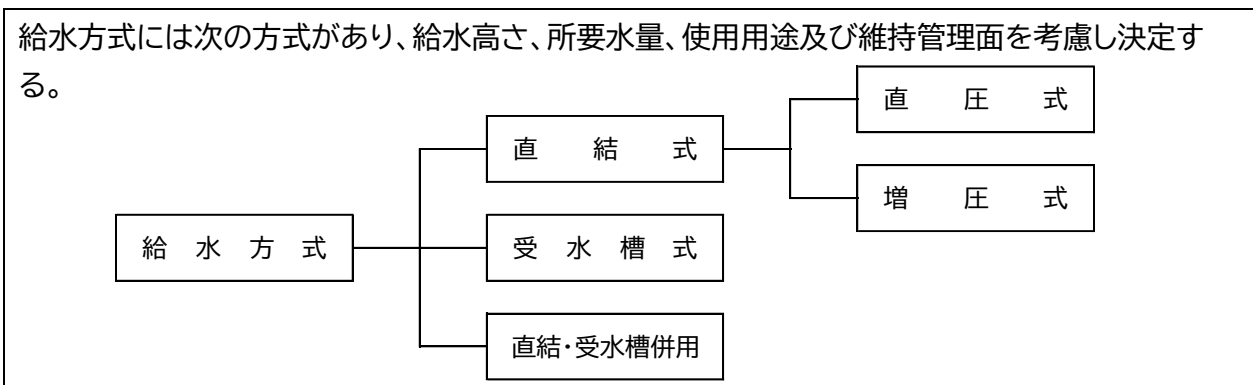 給水方式には次の方式があり、給水高さ、所要水量、使用用途及び維持管理面を考慮し決定す
る。
直圧式
直結式
増圧式
給水方式
受水槽式
直結・受水槽併用